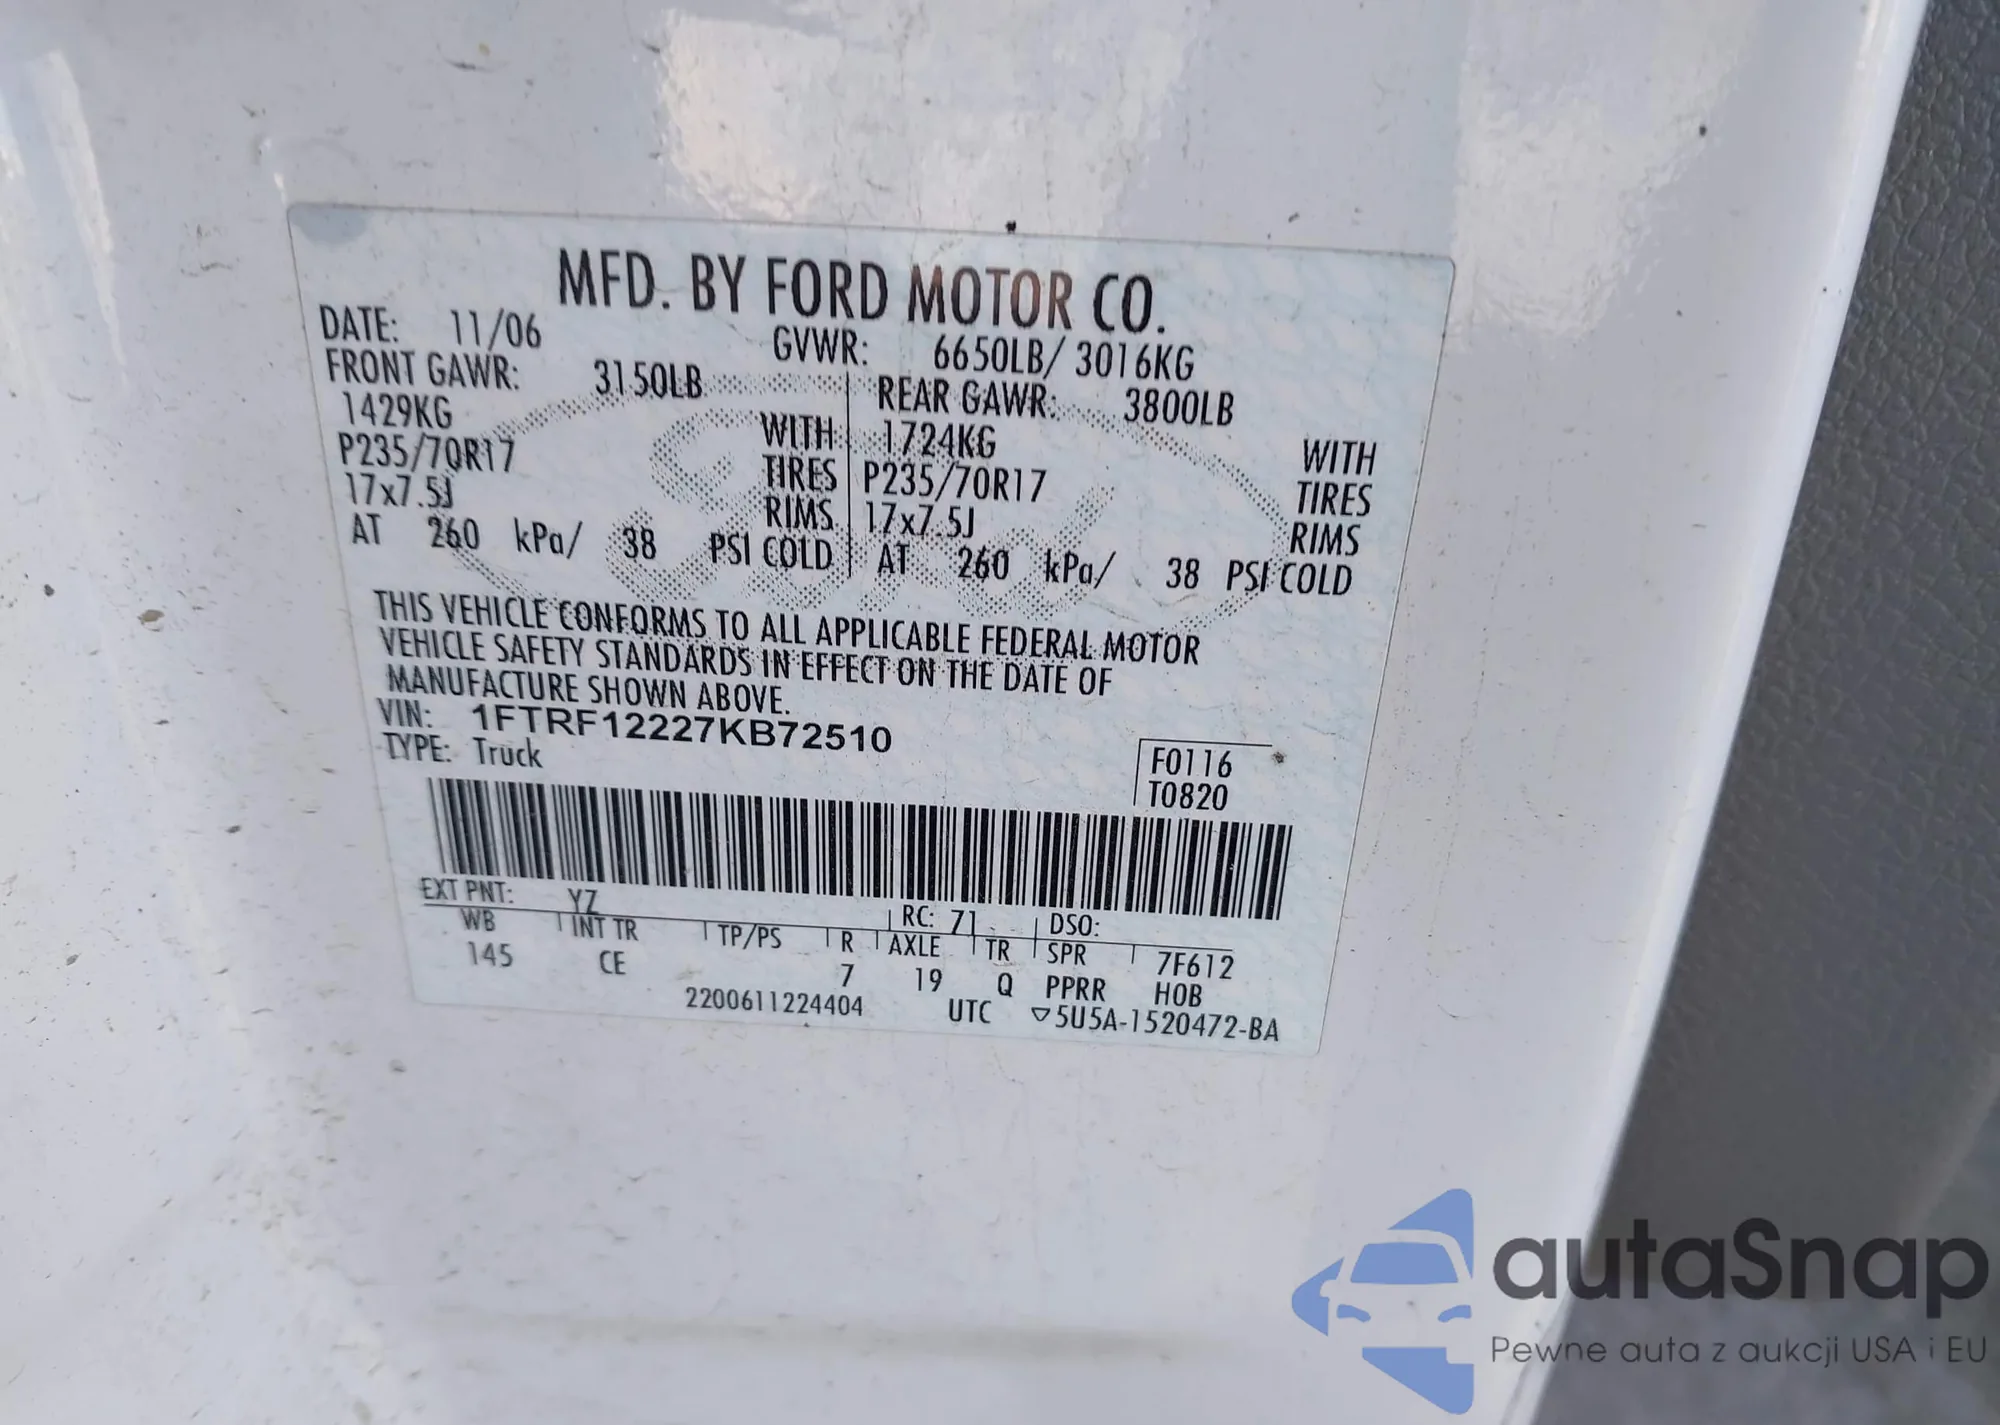 MFD. BY FORD MOTOR CO.
DATE: 11/06 GVWR: 6650LB/ 3016KG
FRONT GAWR: 3150LB REAR GAWR: 3800LB
1429KG WITH 1724KG WITH
P235/70R17 TIRES P235/70R17 TIRES
17x7.5J RIMS 17x7.5J RIMS
AT 260 kPa/ 38 PSI COLD AT 260 kPa/ 38 PSI COLD
THIS VEHICLE CONFORMS TO ALL APPLICABLE FEDERAL MOTOR
VEHICLE SAFETY STANDARDS IN EFFECT ON THE DATE OF
MANUFACTURE SHOWN ABOVE.
VIN: 1FTRF12227KB72510
TYPE: Truck
F0116
T0820
EXT PNT: YZ RC: 71 DSO:
WB INT TR TP/PS R AXLE TR SPR 7F612
145 CE 7 19 Q PPRR HOB
2200611224404 UTC ▽5U5A-1520472-BA
autaSnap
Pewne auta z aukcji USA i EU